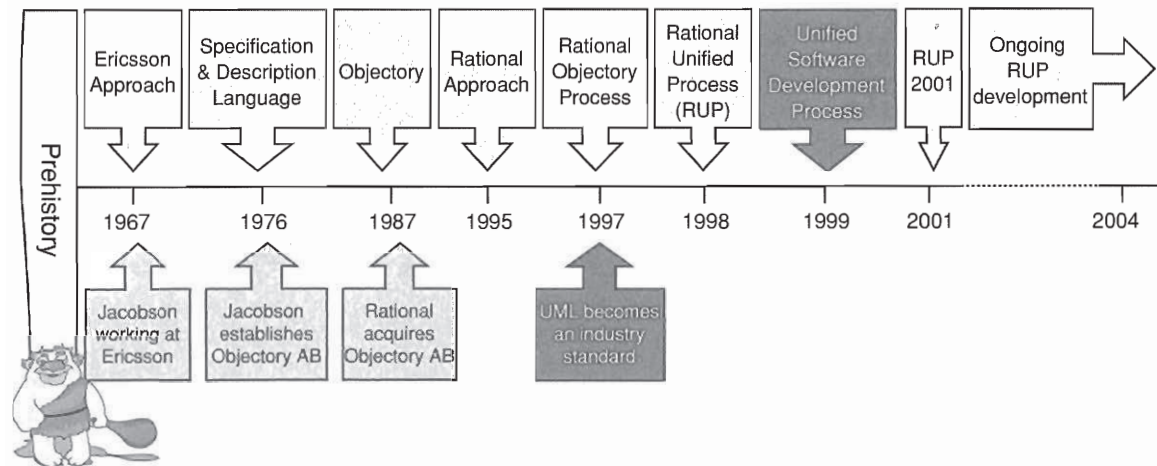 Prehistory
Ericsson
Approach
Specification
& Description
Language
Objectory
Rational
Approach
Rational
Objectory
Process
Rational
Unified
Process
(RUP)
Unified
Software
Development
Process
RUP
2001
Ongoing
RUP
development
1967
1976
1987
1995
1997
1998
1999
2001
2004
Jacobson
working at
Ericsson
Jacobson
establishes
Objectory AB
Rational
acquires
Objectory AB
UML becomes
an industry
standard